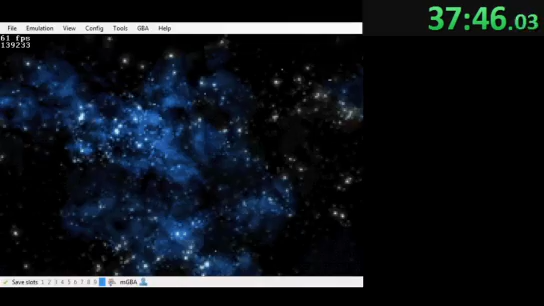 37:46.03
File Emulation View Config Tools GBA Help
61 fps
139233
Save slots 1 2 3 4 5 6 7 8 9 mGBA